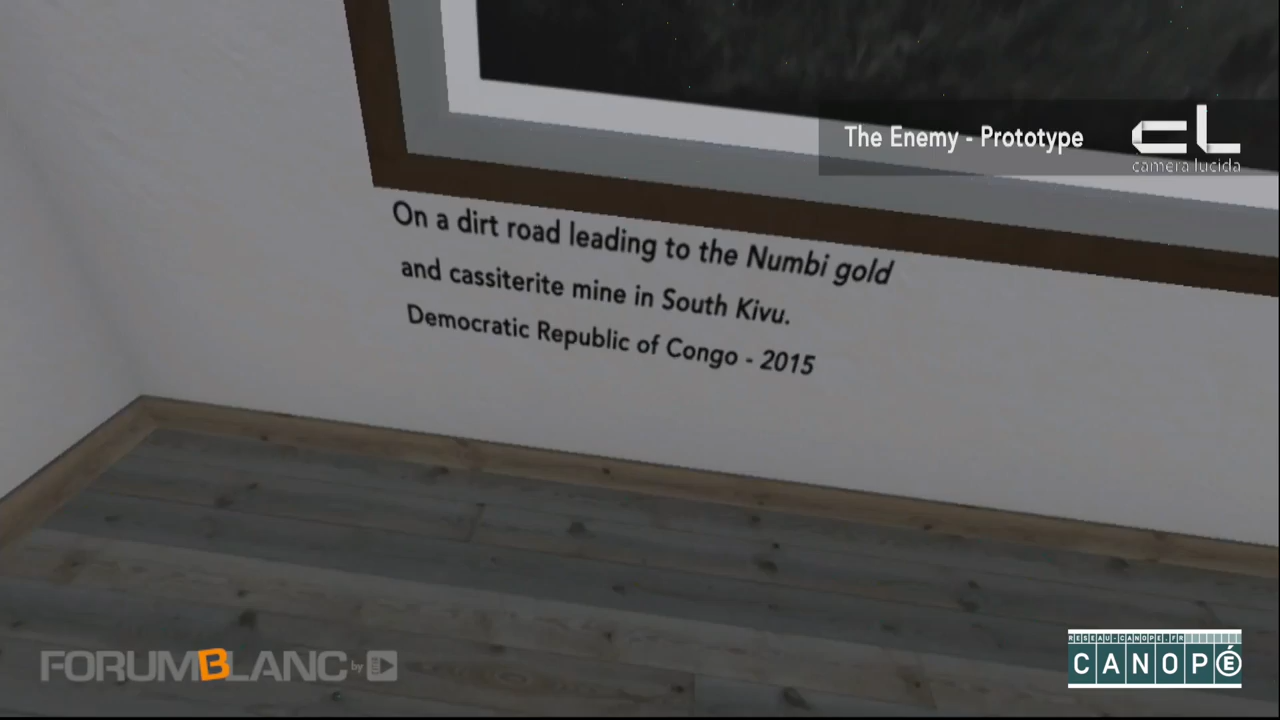 The Enemy - Prototype
camera lucida
On a dirt road leading to the Numbi gold
and cassiterite mine in South Kivu.
Democratic Republic of Congo - 2015
FORUMBLANC by
RESEAU-CANOPE.FR
CANOPÉ